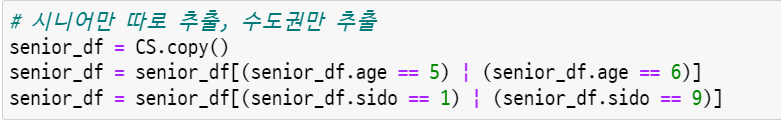 # 시니어만 따로 추출, 수도권만 추출
senior_df = CS.copy()
senior_df = senior_df[(senior_df.age == 5) | (senior_df.age == 6)]
senior_df = senior_df[(senior_df.sido == 1) | (senior_df.sido == 9)]